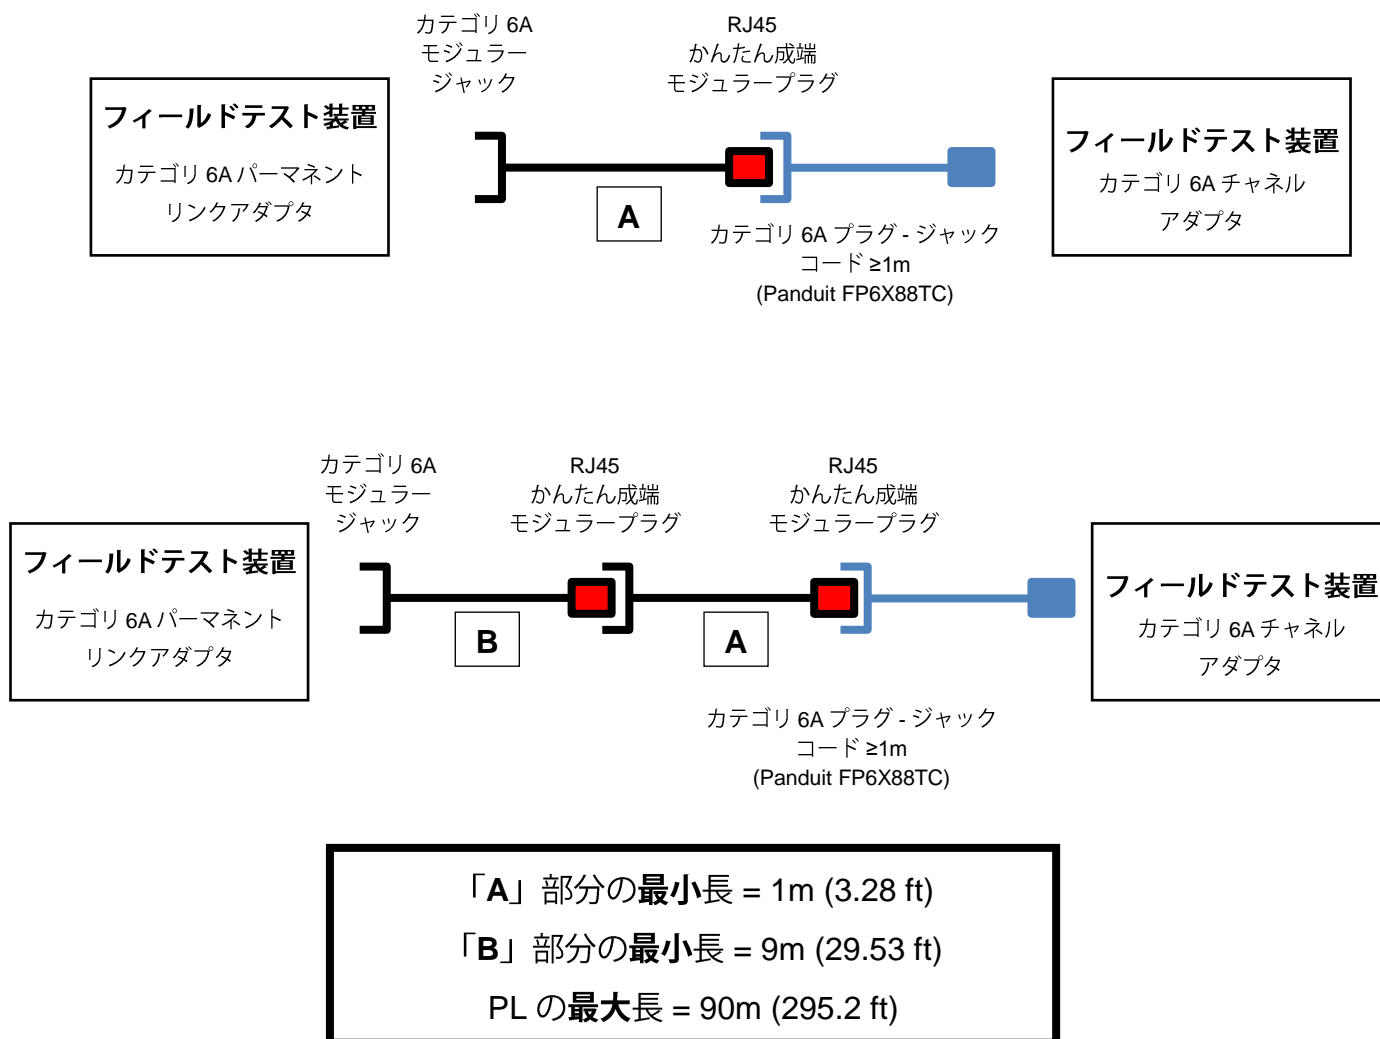 カテゴリ 6A
モジュラー
ジャック
RJ45
かんたん成端
モジュラープラグ
フィールドテスト装置
カテゴリ 6A パーマネント
リンクアダプタ
A
カテゴリ 6A プラグ - ジャック
コード ≥1m
(Panduit FP6X88TC)
フィールドテスト装置
カテゴリ 6A チャネル
アダプタ
カテゴリ 6A
モジュラー
ジャック
RJ45
かんたん成端
モジュラープラグ
RJ45
かんたん成端
モジュラープラグ
フィールドテスト装置
カテゴリ 6A パーマネント
リンクアダプタ
B
A
フィールドテスト装置
カテゴリ 6A チャネル
アダプタ
カテゴリ 6A プラグ - ジャック
コード ≥1m
(Panduit FP6X88TC)
「A」部分の最小長 = 1m (3.28 ft)
「B」部分の最小長 = 9m (29.53 ft)
PL の最大長 = 90m (295.2 ft)